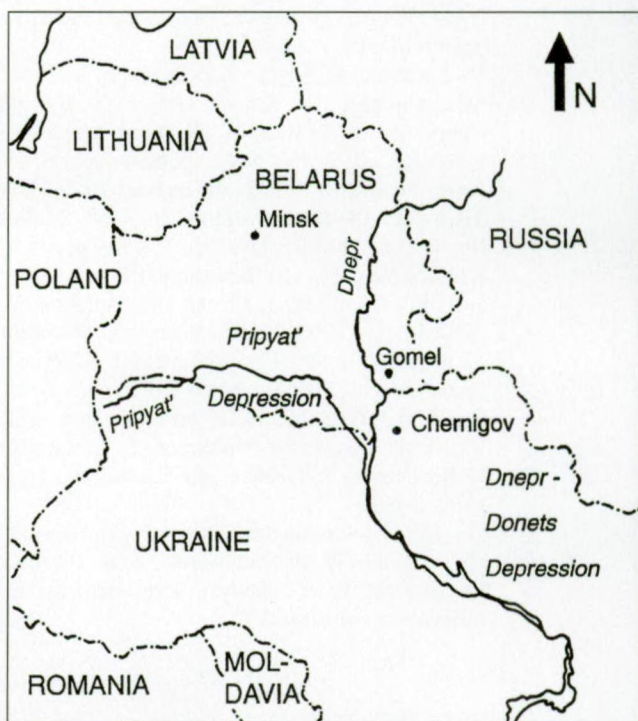 LATVIA
N
LITHUANIA
BELARUS
Minsk
RUSSIA
Dnepr
POLAND
Pripyat'
Gomel
Pripyat'
Depression
Chernigov
Dnepr -
Donets
Depression
UKRAINE
ROMANIA
MOL-
DAVIA